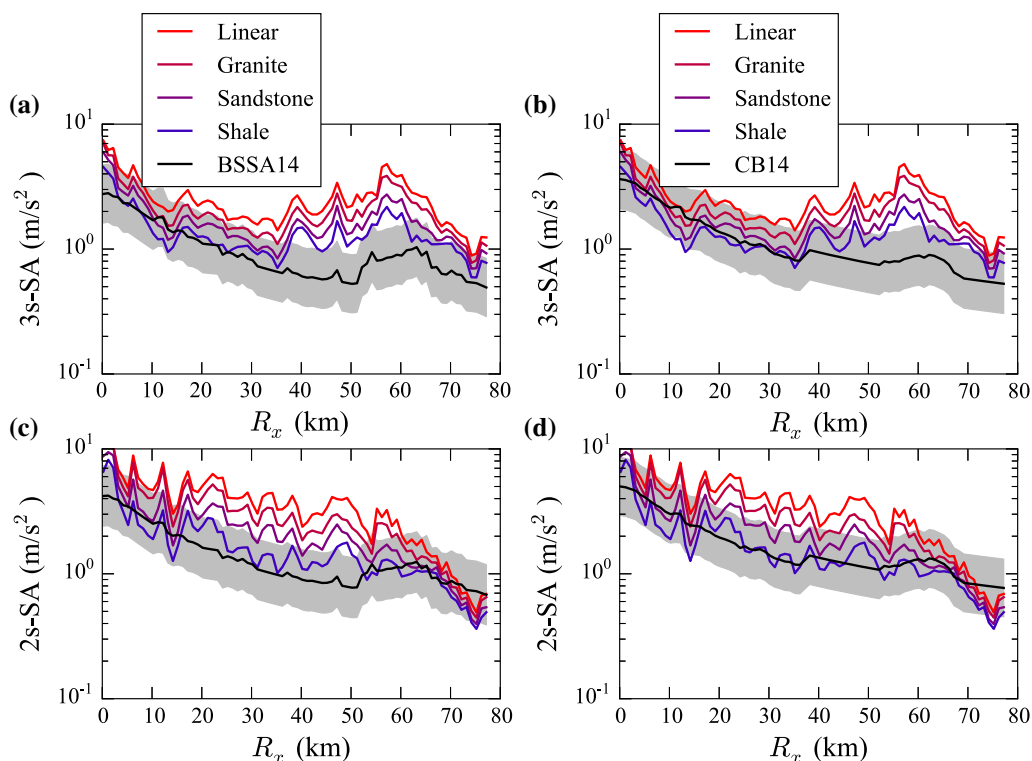 Linear
Granite
Sandstone
Shale
BSSA14
Linear
Granite
Sandstone
Shale
CB14
(a)
10^1
10^0
10^-1
3s-SA (m/s^2)
0 10 20 30 40 50 60 70 80
R_x (km)
(b)
10^1
10^0
10^-1
3s-SA (m/s^2)
0 10 20 30 40 50 60 70 80
R_x (km)
(c)
10^1
10^0
10^-1
2s-SA (m/s^2)
0 10 20 30 40 50 60 70 80
R_x (km)
(d)
10^1
10^0
10^-1
2s-SA (m/s^2)
0 10 20 30 40 50 60 70 80
R_x (km)